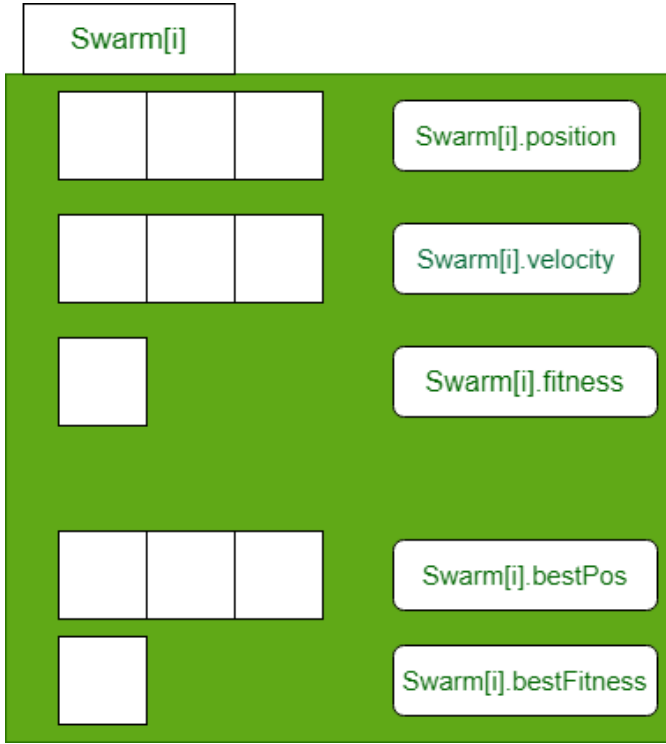 Swarm[i]
Swarm[i].position
Swarm[i].velocity
Swarm[i].fitness
Swarm[i].bestPos
Swarm[i].bestFitness